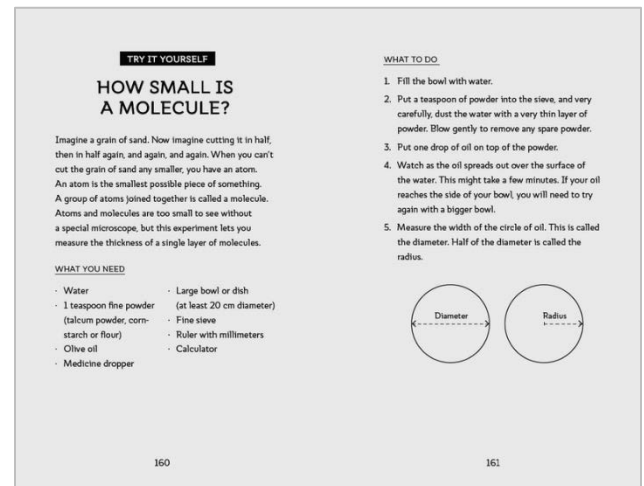 TRY IT YOURSELF
HOW SMALL IS
A MOLECULE?
Imagine a grain of sand. Now imagine cutting it in half,
then in half again, and again, and again. When you can't
cut the grain of sand any smaller, you have an atom.
An atom is the smallest possible piece of something.
A group of atoms joined together is called a molecule.
Atoms and molecules are too small to see without
a special microscope, but this experiment lets you
measure the thickness of a single layer of molecules.
WHAT YOU NEED
· Water
· 1 teaspoon fine powder
(talcum powder, corn-
starch or flour)
· Olive oil
· Medicine dropper
· Large bowl or dish
(at least 20 cm diameter)
· Fine sieve
· Ruler with millimeters
· Calculator
160
WHAT TO DO
1. Fill the bowl with water.
2. Put a teaspoon of powder into the sieve, and very
carefully, dust the water with a very thin layer of
powder. Blow gently to remove any spare powder.
3. Put one drop of oil on top of the powder.
4. Watch as the oil spreads out over the surface of
the water. This might take a few minutes. If your oil
reaches the side of your bowl, you will need to try
again with a bigger bowl.
5. Measure the width of the circle of oil. This is called
the diameter. Half of the diameter is called the
radius.
Diameter
Radius
161